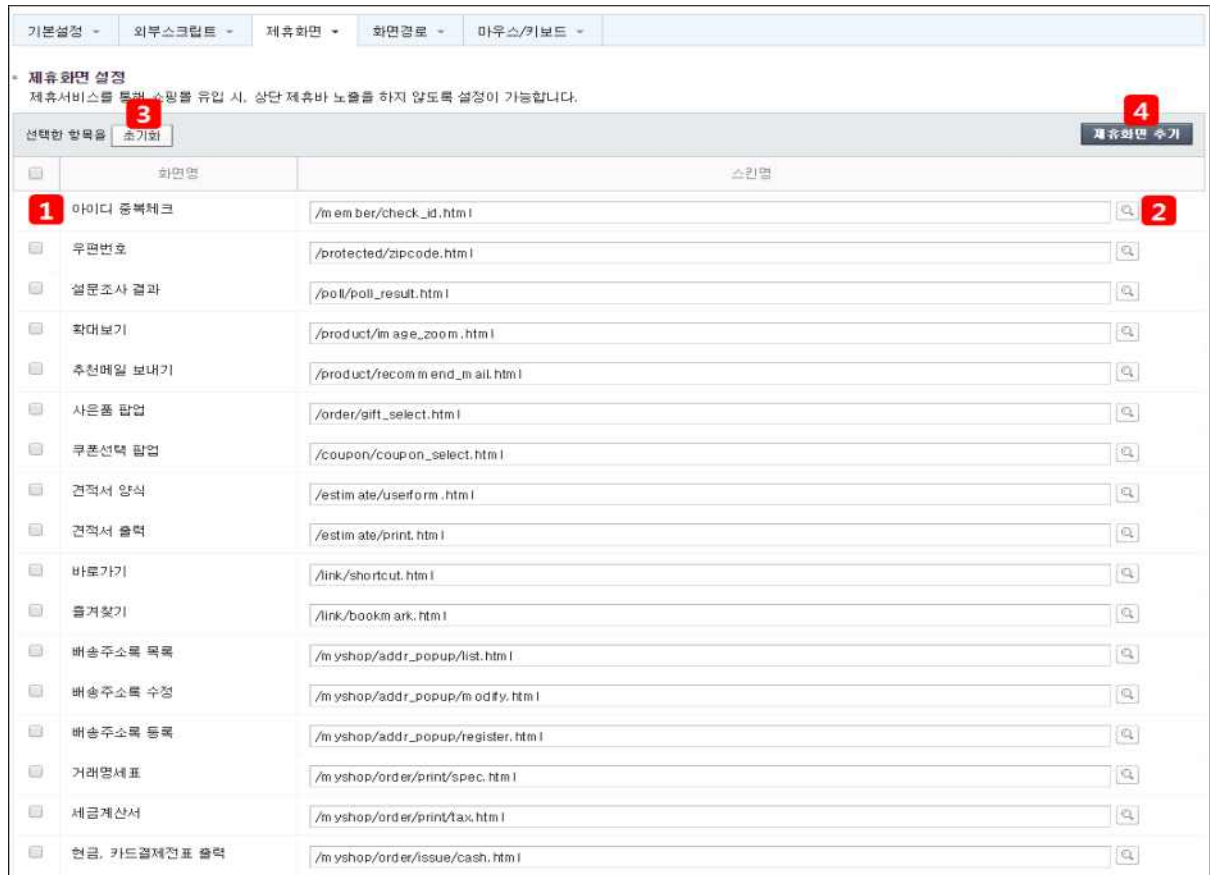 기본설정 외부스크립트 제휴화면 화면경로 마우스/키보드
제휴화면 설정
제휴서비스를 통해 쇼핑몰 유입 시, 상단 제휴바 노출을 하지 않도록 설정이 가능합니다.
3 4
선택한 항목을 초기화 제휴화면 추가
화면명 스킨명
1 아이디 중복체크 /member/check_id.html 2
우편번호 /protected/zipcode.html
설문조사 결과 /poll/poll_result.html
확대보기 /product/image_zoom.html
추천메일 보내기 /product/recommend_mail.html
사은품 팝업 /order/gift_select.html
쿠폰선택 팝업 /coupon/coupon_select.html
견적서 양식 /estimate/userform.html
견적서 출력 /estimate/print.html
바로가기 /link/shortcut.html
즐겨찾기 /link/bookmark.html
배송주소록 목록 /myshop/addr_popup/list.html
배송주소록 수정 /myshop/addr_popup/modify.html
배송주소록 등록 /myshop/addr_popup/register.html
거래명세표 /myshop/order/print/spec.html
세금계산서 /myshop/order/print/tax.html
현금, 카드결제전표 출력 /myshop/order/issue/cash.html